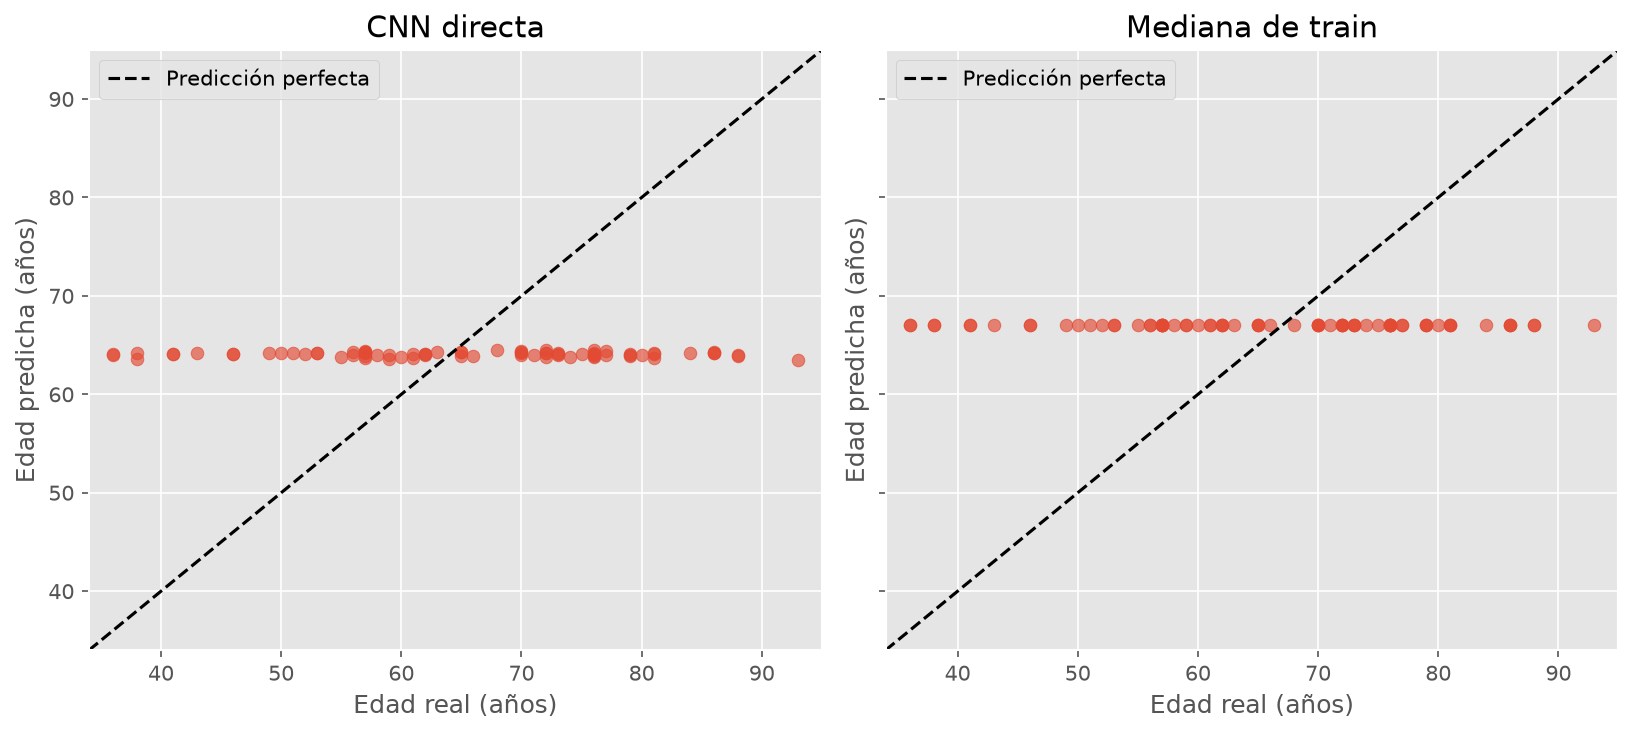 CNN directa
Predicción perfecta
Edad predicha (años)
90
80
70
60
50
40
40 50 60 70 80 90
Edad real (años)
Mediana de train
Predicción perfecta
Edad predicha (años)
40 50 60 70 80 90
Edad real (años)